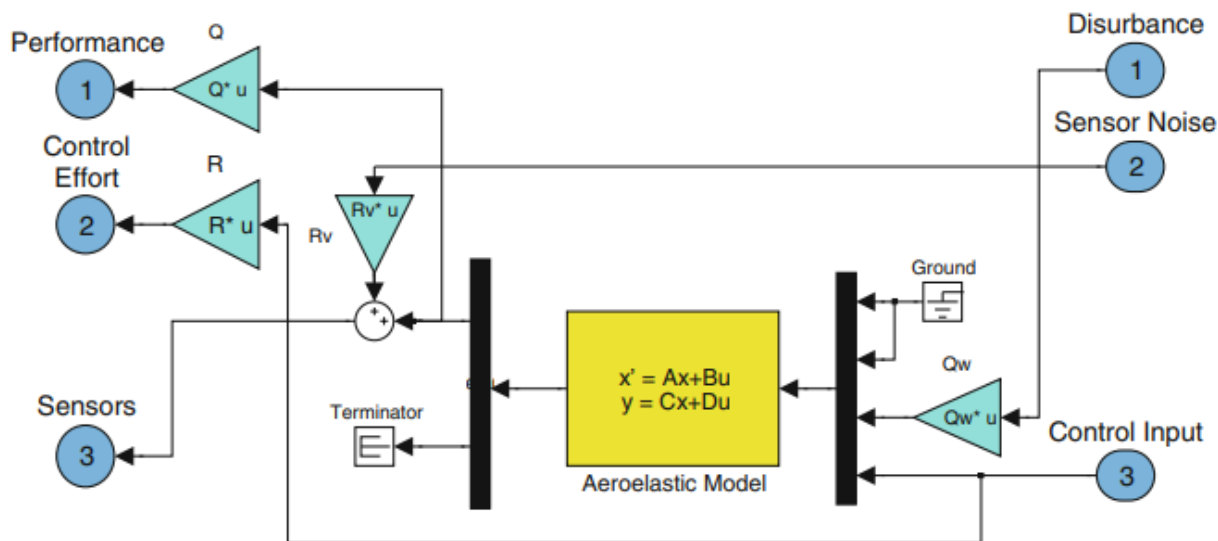 Q
Disurbance
Performance
1
Q* u
1
Control
Effort
Sensor Noise
R
2
2
R* u
Rv* u
Rv
Ground
+
+
x' = Ax+Bu
y = Cx+Du
Qw
Qw* u
Sensors
Terminator
Control Input
3
3
Aeroelastic Model